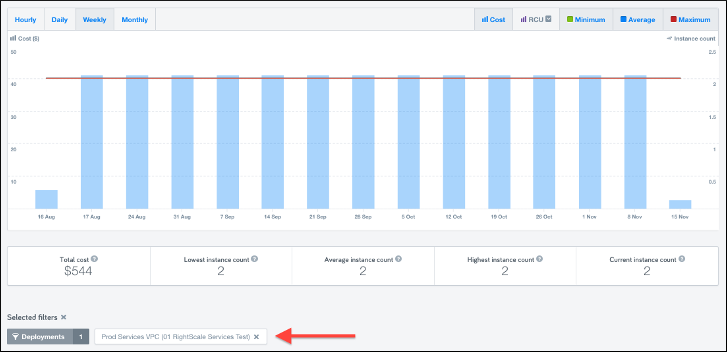 Hourly Daily Weekly Monthly Cost RCU Minimum Average Maximum
Cost ($) Instance count
50 2.5
40 2
30 1.5
20 1
10 0.5
16 Aug 17 Aug 24 Aug 31 Aug 7 Sep 14 Sep 21 Sep 28 Sep 5 Oct 12 Oct 19 Oct 26 Oct 1 Nov 8 Nov 15 Nov
Total cost ? Lowest instance count ? Average instance count ? Highest instance count ? Current instance count ?
$544 2 2 2 2
Selected filters ×
Deployments 1 Prod Services VPC (01 RightScale Services Test) ×